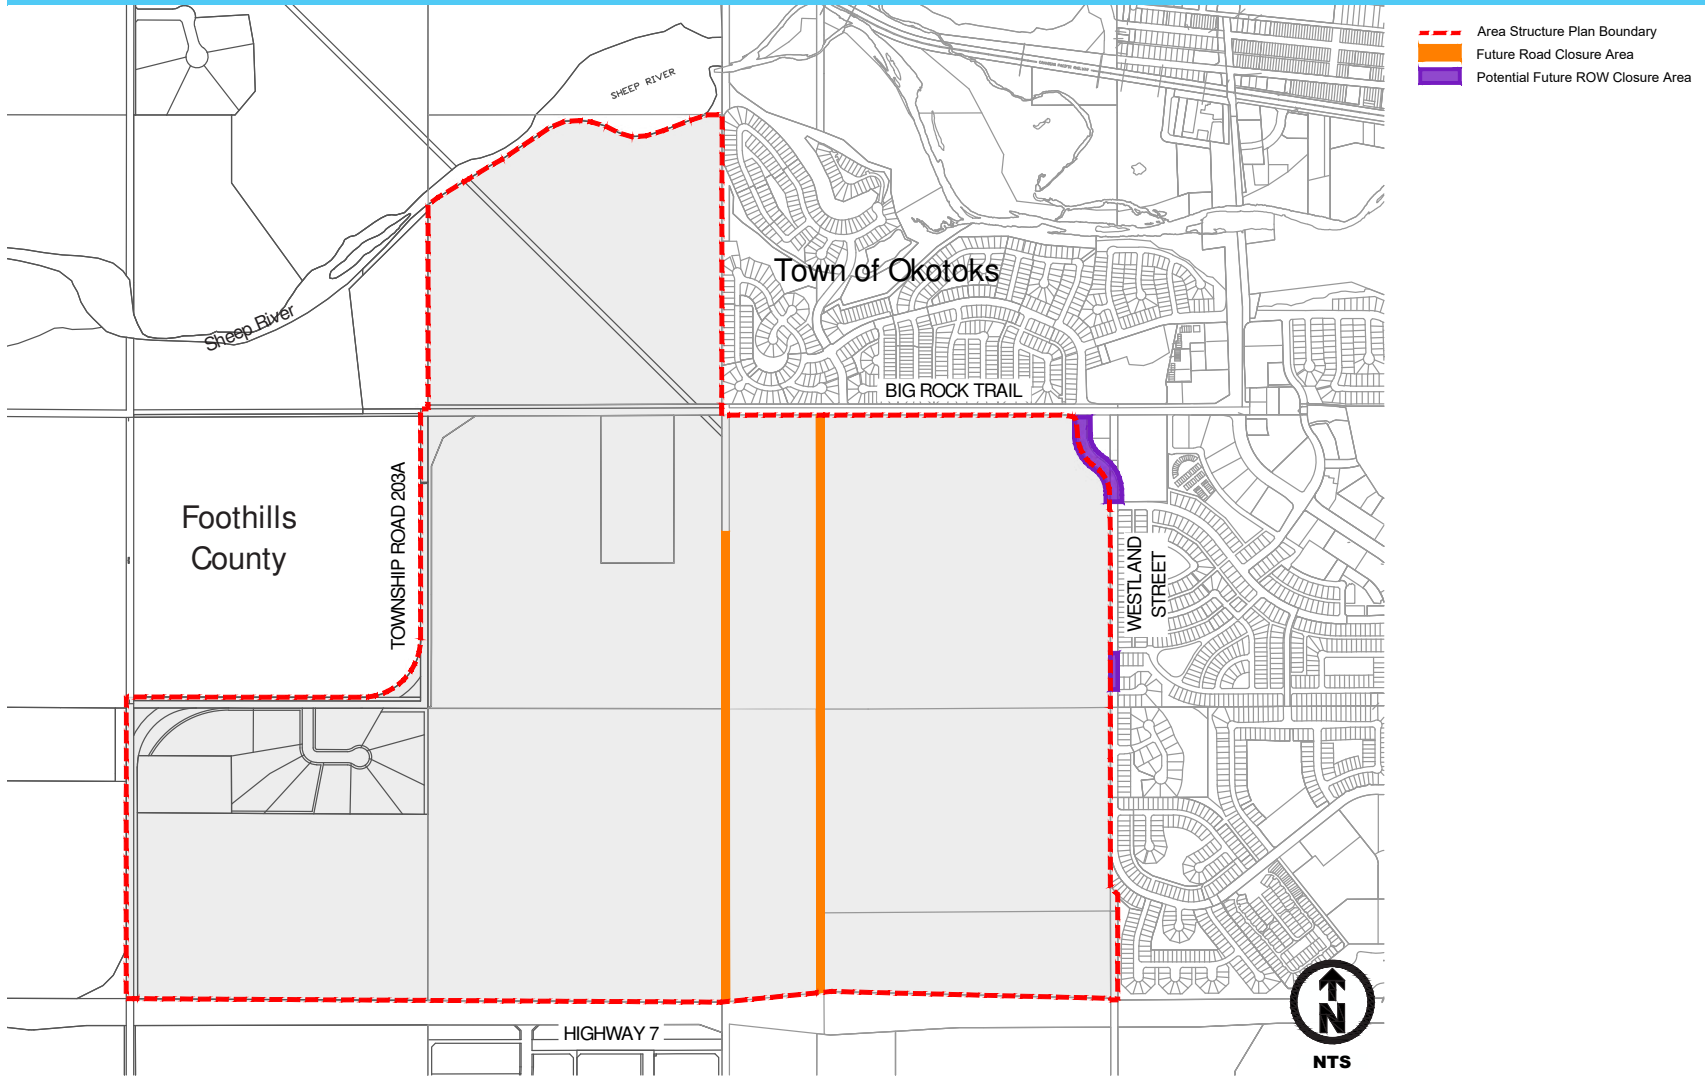 Area Structure Plan Boundary
Future Road Closure Area
Potential Future ROW Closure Area
SHEEP RIVER
Town of Okotoks
Sheep River
BIG ROCK TRAIL
TOWNSHIP ROAD 203A
Foothills
County
WESTLAND
STREET
HIGHWAY 7
N
NTS